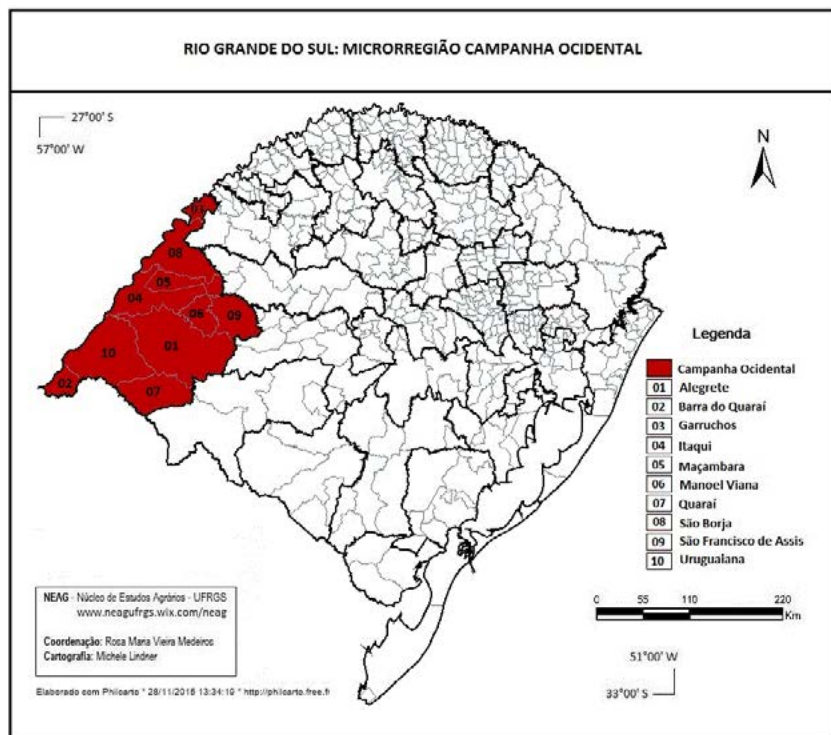 RIO GRANDE DO SUL: MICRORREGIÃO CAMPANHA OCIDENTAL
27°00' S
57°00' W
N
03
08
05
04
08
09
10
01
02
07
Legenda
Campanha Ocidental
01 Alegrete
02 Barra do Quaraí
03 Garruchos
04 Itaqui
05 Maçambara
06 Manoel Viana
07 Quaraí
08 São Borja
09 São Francisco de Assis
10 Uruguaiana
NEAG - Núcleo de Estudos Agrários - UFRGS
www.neagufrgs.wix.com/neag
Coordenação: Rosa Maria Vieira Medeiros
Cartografia: Michele Lindner
0 55 110 220
Km
51°00' W
33°00' S
Elaborado com Philcarto * 28/11/2016 13:34:19 * http://philcarto.free.fr